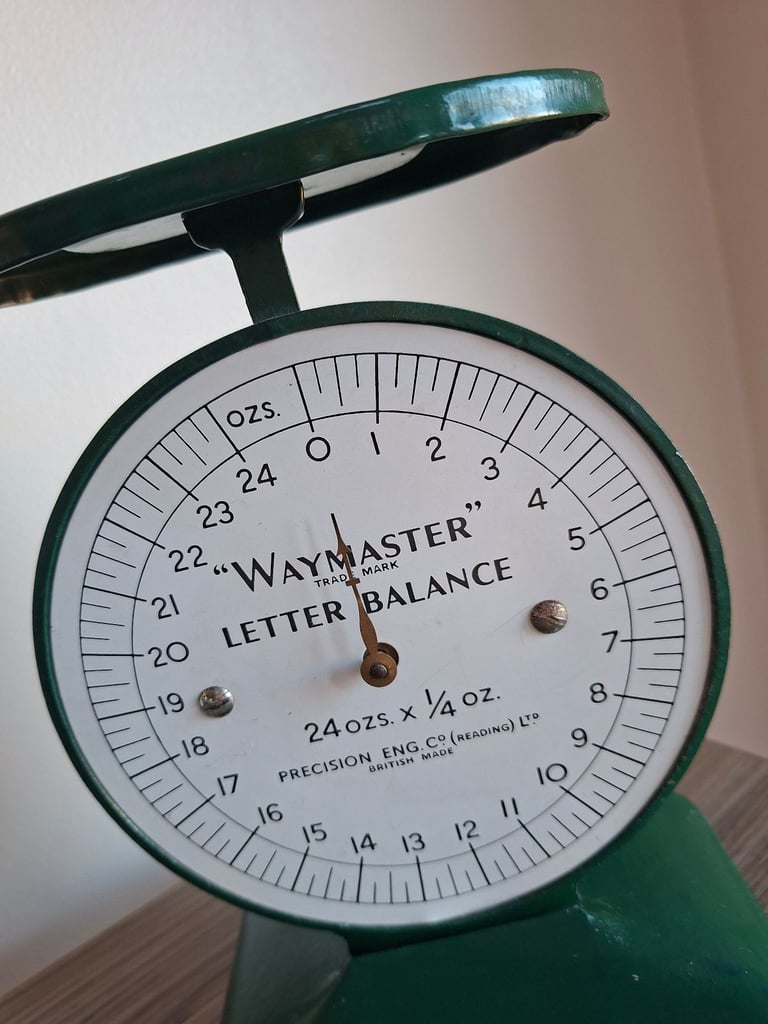 OZS.
0 1 2 3 4 5 6 7 8 9 10 11 12 13 14 15 16 17 18 19 20 21 22 23 24
"WAYMASTER"
TRADE MARK
LETTER BALANCE
24 OZS. x 1/4 OZ.
PRECISION ENG. Co. (READING) LTD
BRITISH MADE